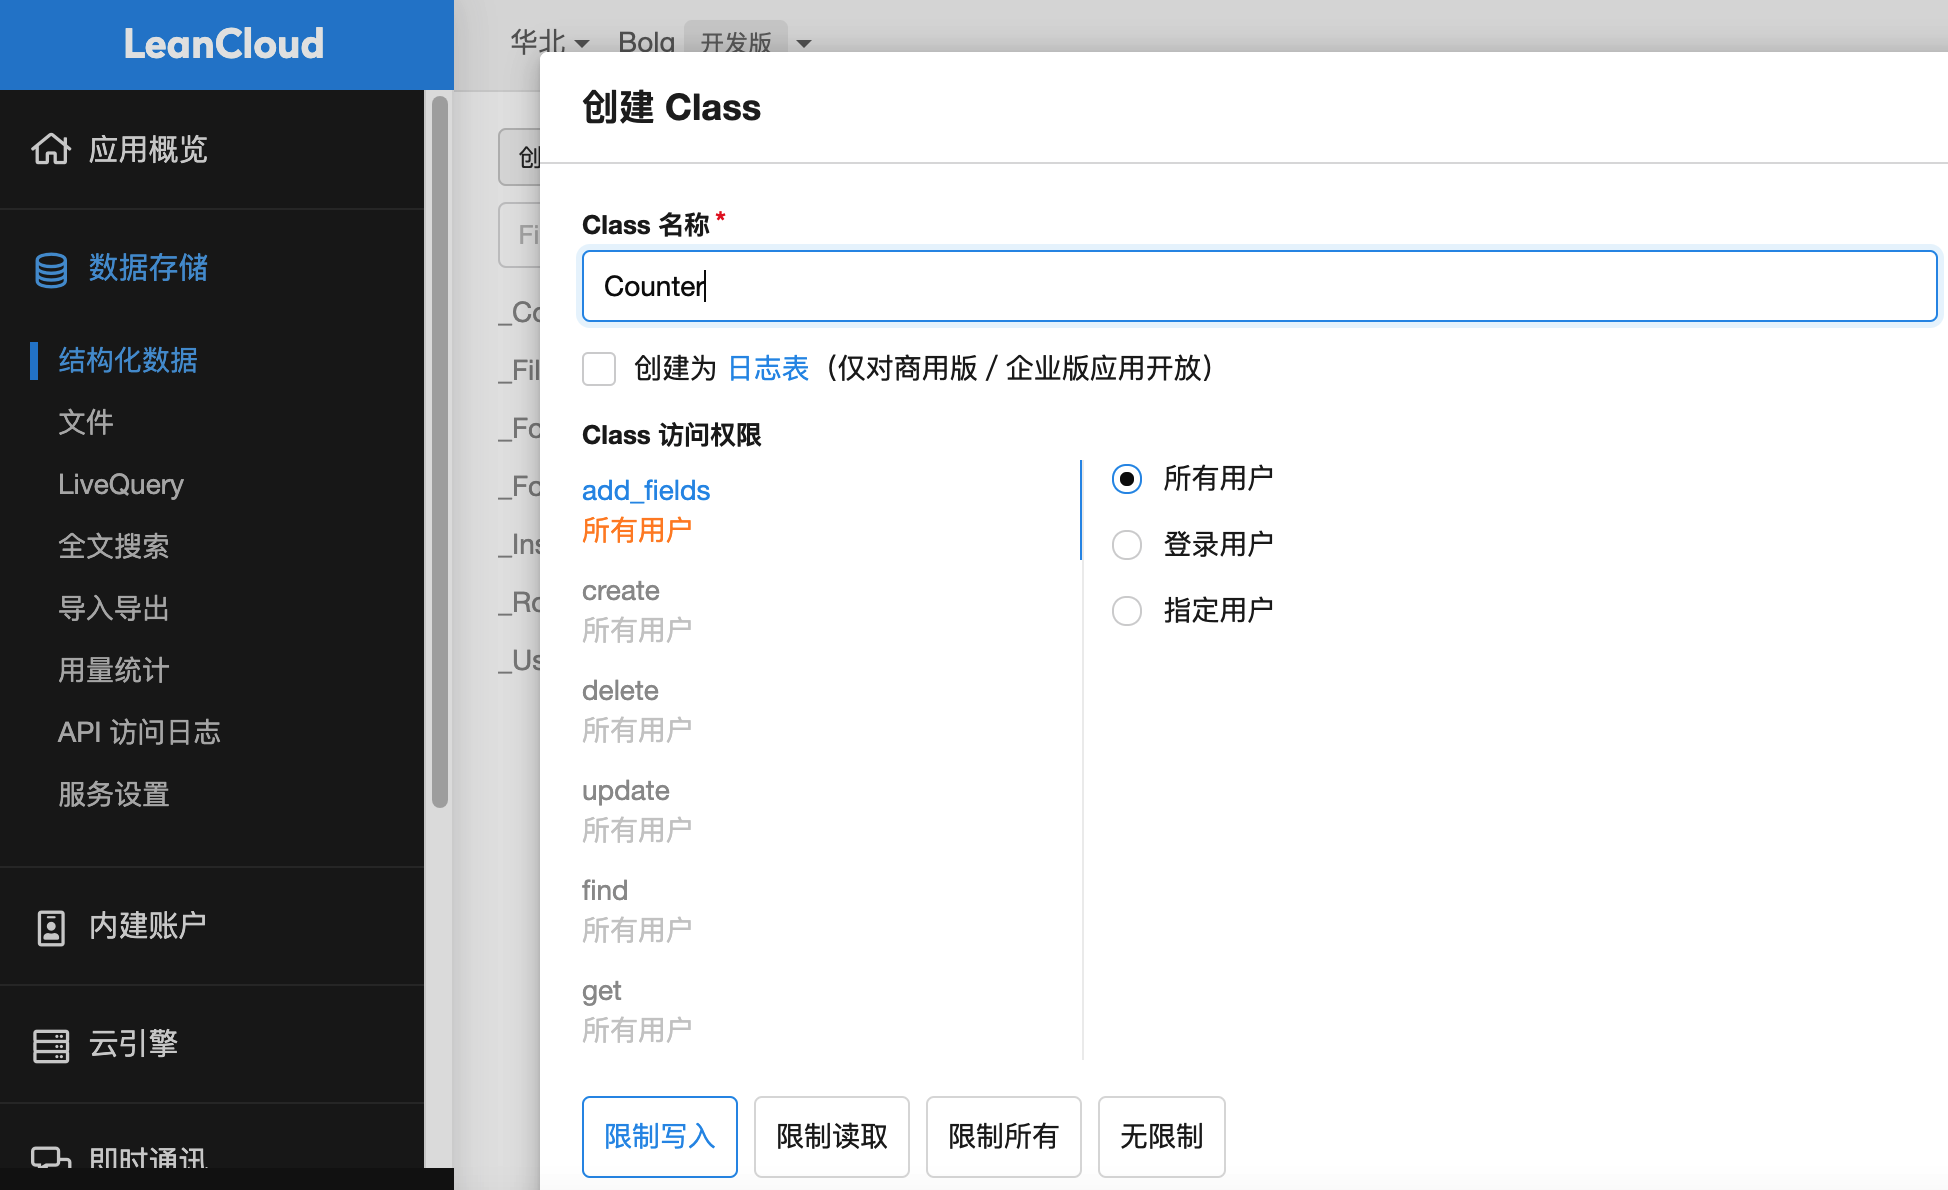 LeanCloud
华北 Bolg 开发版
应用概览
数据存储
结构化数据
文件
LiveQuery
全文搜索
导入导出
用量统计
API 访问日志
服务设置
内建账户
云引擎
即时通讯
创
Fi
_Co
_Fil
_Fo
_Fo
_Ins
_Ro
_Us
创建 Class
Class 名称 *
Counter
创建为 日志表（仅对商用版 / 企业版应用开放）
Class 访问权限
add_fields
所有用户
create
所有用户
delete
所有用户
update
所有用户
find
所有用户
get
所有用户
所有用户
登录用户
指定用户
限制写入 限制读取 限制所有 无限制